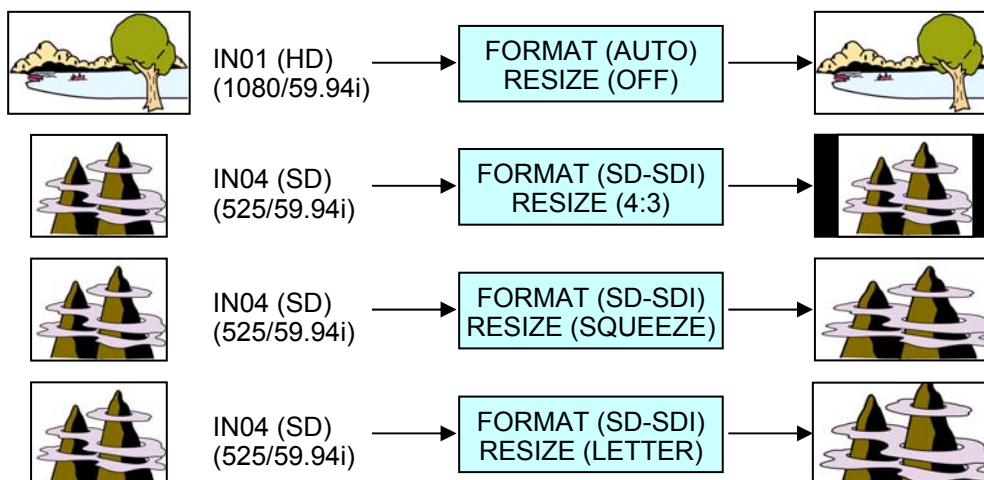 IN01 (HD)
(1080/59.94i)
FORMAT (AUTO)
RESIZE (OFF)
IN04 (SD)
(525/59.94i)
FORMAT (SD-SDI)
RESIZE (4:3)
IN04 (SD)
(525/59.94i)
FORMAT (SD-SDI)
RESIZE (SQUEEZE)
IN04 (SD)
(525/59.94i)
FORMAT (SD-SDI)
RESIZE (LETTER)